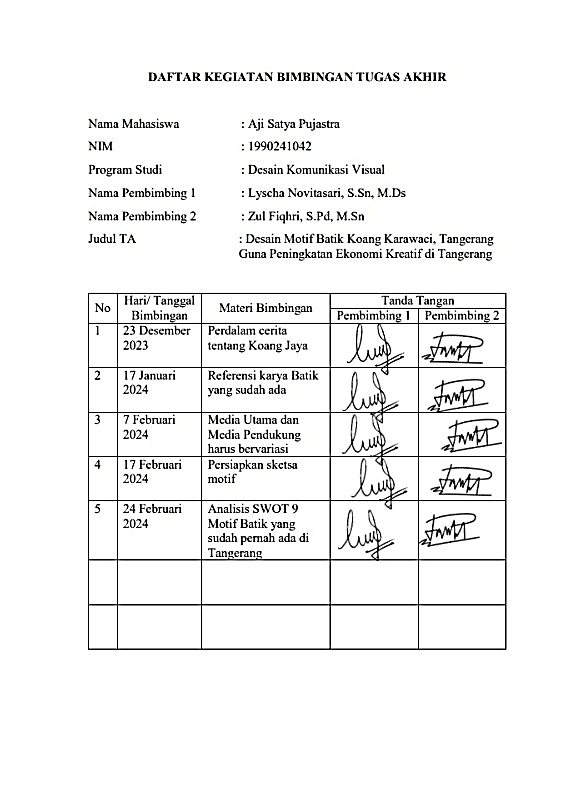 DAFTAR KEGIATAN BIMBINGAN TUGAS AKHIR
Nama Mahasiswa : Aji Satya Pujastra
NIM : 1990241042
Program Studi : Desain Komunikasi Visual
Nama Pembimbing 1 : Lyscha Novitasari, S.Sn, M.Ds
Nama Pembimbing 2 : Zul Fiqhri, S.Pd, M.Sn
Judul TA : Desain Motif Batik Koang Karawaci, Tangerang
Guna Peningkatan Ekonomi Kreatif di Tangerang
No Hari/ Tanggal Bimbingan Materi Bimbingan Tanda Tangan
Pembimbing 1 Pembimbing 2
1 23 Desember Perdalam cerita
2023 tentang Koang Jaya
2 17 Januari Referensi karya Batik
2024 yang sudah ada
3 7 Februari Media Utama dan
2024 Media Pendukung
harus bervariasi
4 17 Februari Persiapkan sketsa
2024 motif
5 24 Februari Analisis SWOT 9
2024 Motif Batik yang
sudah pernah ada di
Tangerang